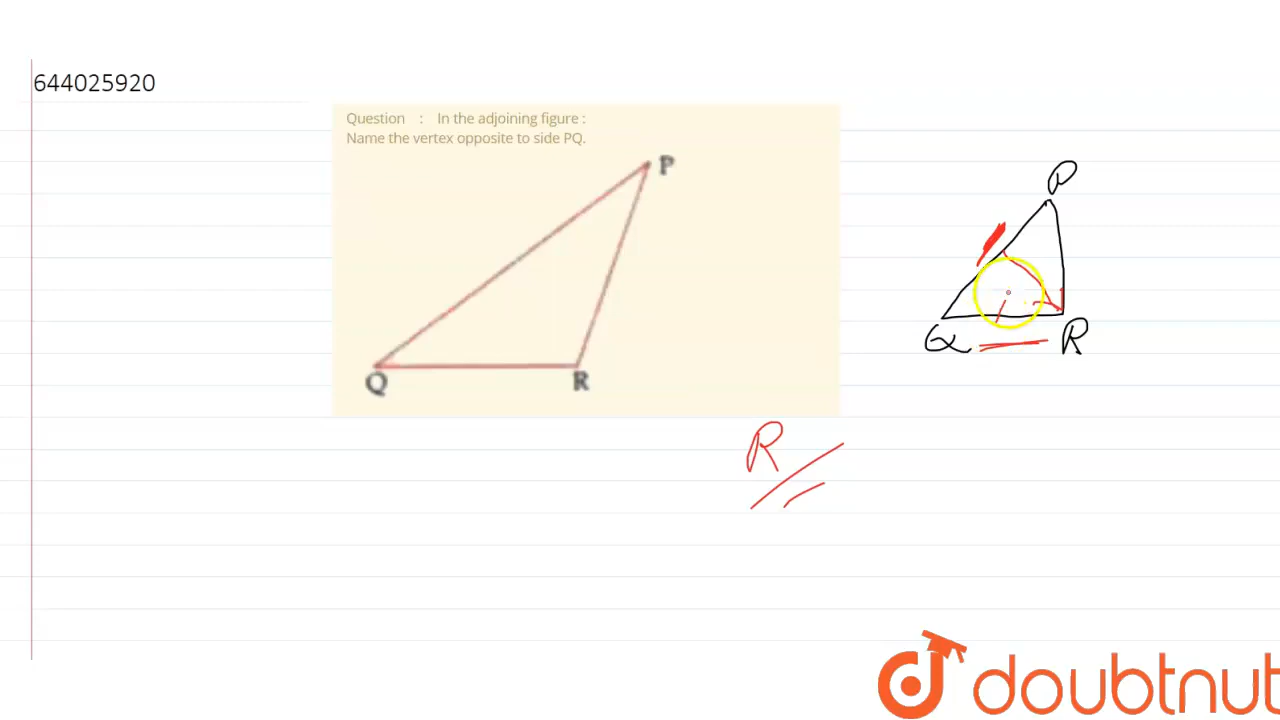 644025920
Question : In the adjoining figure :
Name the vertex opposite to side PQ.
P
Q
R
P
Q
R
R
doubtnut